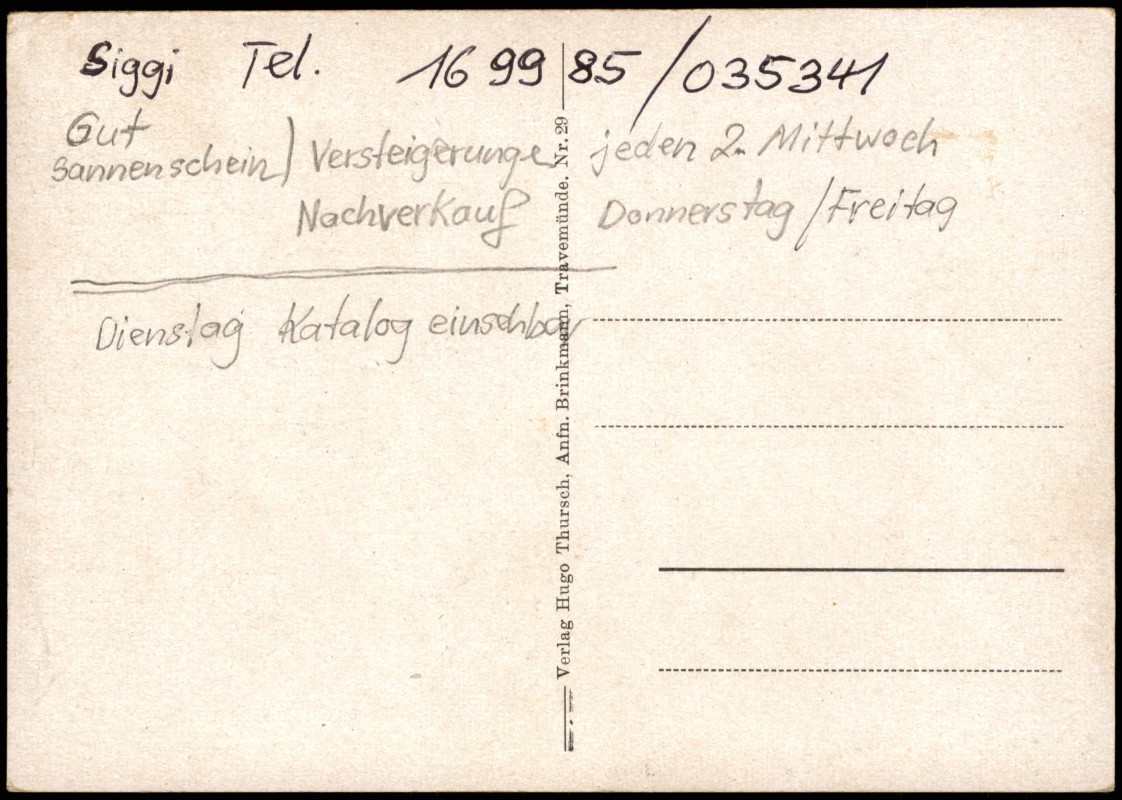 Siggi Tel. 16 99 85 / 035341
Gut
Sannenschein) Versteigerunge jeden 2. Mittwoch
Nachverkauf Donnerstag / Freitag
Dienstag Katalog einsehbar
Verlag Hugo Thursch, Anfn. Brinkmann, Travemünde. Nr. 29